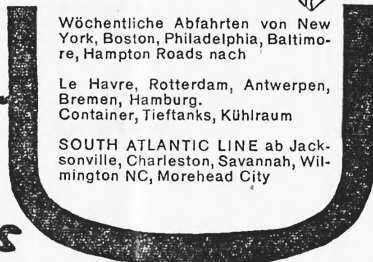 Wöchentliche Abfahrten von New
York, Boston, Philadelphia, Baltimo-
re, Hampton Roads nach
Le Havre, Rotterdam, Antwerpen,
Bremen, Hamburg.
Container, Tieftanks, Kühlraum
SOUTH ATLANTIC LINE ab Jack-
sonville, Charleston, Savannah, Wil-
mington NC, Morehead City